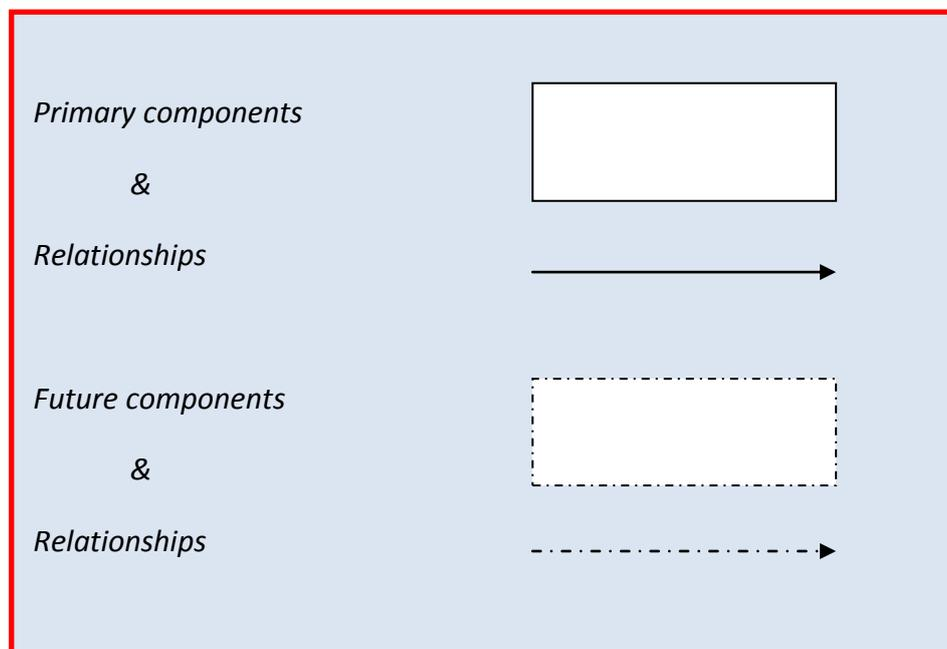 Primary components
&
Relationships
Future components
&
Relationships